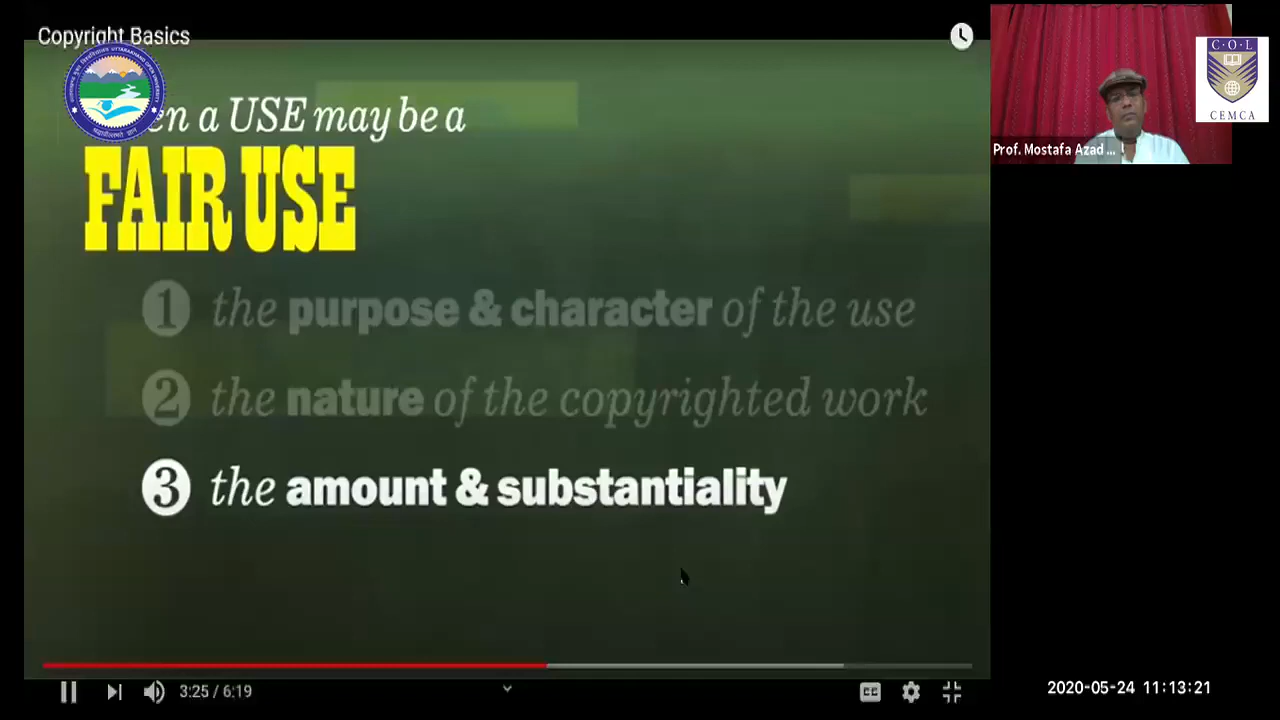 Copyright Basics
en a USE may be a
FAIR USE
1 the purpose & character of the use
2 the nature of the copyrighted work
3 the amount & substantiality
3:25 / 6:19
CC
Prof. Mostafa Azad ...
C·O·L
CEMCA
2020-05-24 11:13:21